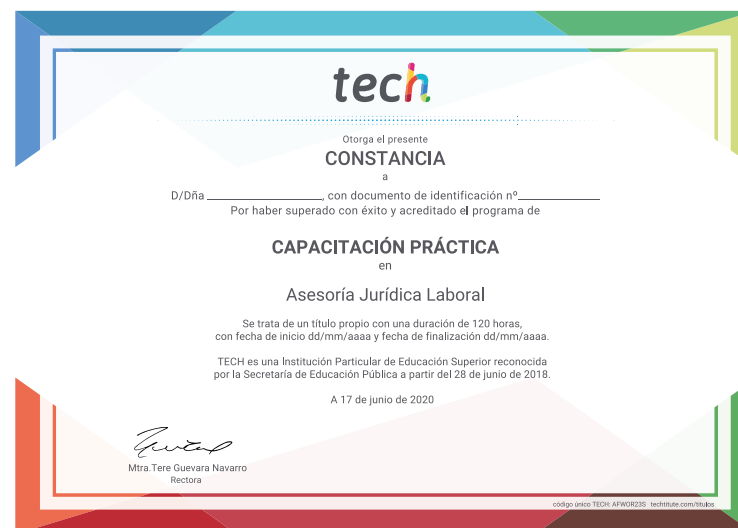 tech
Otorga el presente
CONSTANCIA
a
D/Dña ____________________, con documento de identificación nº______________
Por haber superado con éxito y acreditado el programa de
CAPACITACIÓN PRÁCTICA
en
Asesoría Jurídica Laboral
Se trata de un título propio con una duración de 120 horas,
con fecha de inicio dd/mm/aaaa y fecha de finalización dd/mm/aaaa.
TECH es una Institución Particular de Educación Superior reconocida
por la Secretaría de Educación Pública a partir del 28 de junio de 2018.
A 17 de junio de 2020
Mtra.Tere Guevara Navarro
Rectora
código único TECH: AFWOR23S techtitute.com/titulos